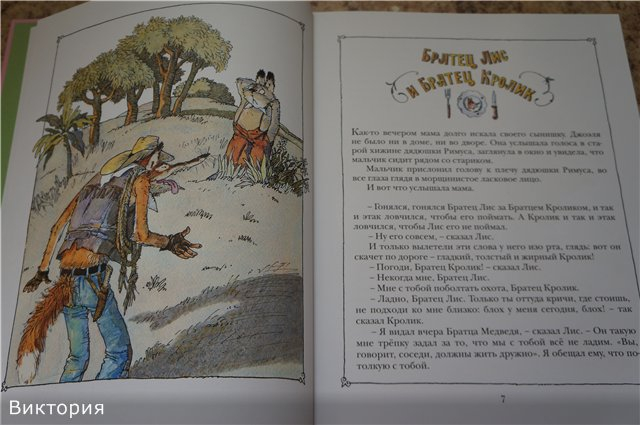 Братец Лис
и Братец Кролик
Как-то вечером мама долго искала своего сынишку. Джоэля
не было ни в доме, ни во дворе. Она услышала голоса в ста-
рой хижине дядюшки Римуса, заглянула в окно и увидела, что
мальчик сидит рядом со стариком.
Мальчик прислонил голову к плечу дядюшки Римуса, во
все глаза глядя в морщинистое ласковое лицо.
И вот что услышала мама.
– Гонялся, гонялся Братец Лис за Братцем Кроликом, и так
и этак ловчился, чтобы его поймать. А Кролик и так и этак
ловчился, чтобы Лис его не поймал.
– Ну его совсем, – сказал Лис.
И только вылетели эти слова у него изо рта, глядь: вот он
скачет по дороге – гладкий, толстый и жирный Кролик!
– Погоди, Братец Кролик! – сказал Лис.
– Некогда мне, Братец Лис.
– Мне с тобой поболтать охота, Братец Кролик.
– Ладно, Братец Лис. Только ты оттуда кричи, где стоишь,
не подходи ко мне близко: блох у меня сегодня, блох! – так
сказал Кролик.
– Я видал вчера Братца Медведя, – сказал Лис. – Он такую
мне трёпку задал за то, что мы с тобой всё не ладим. «Вы,
говорит, соседи, должны жить дружно». Я обещал ему, что по-
толкую с тобой.
7
Виктория